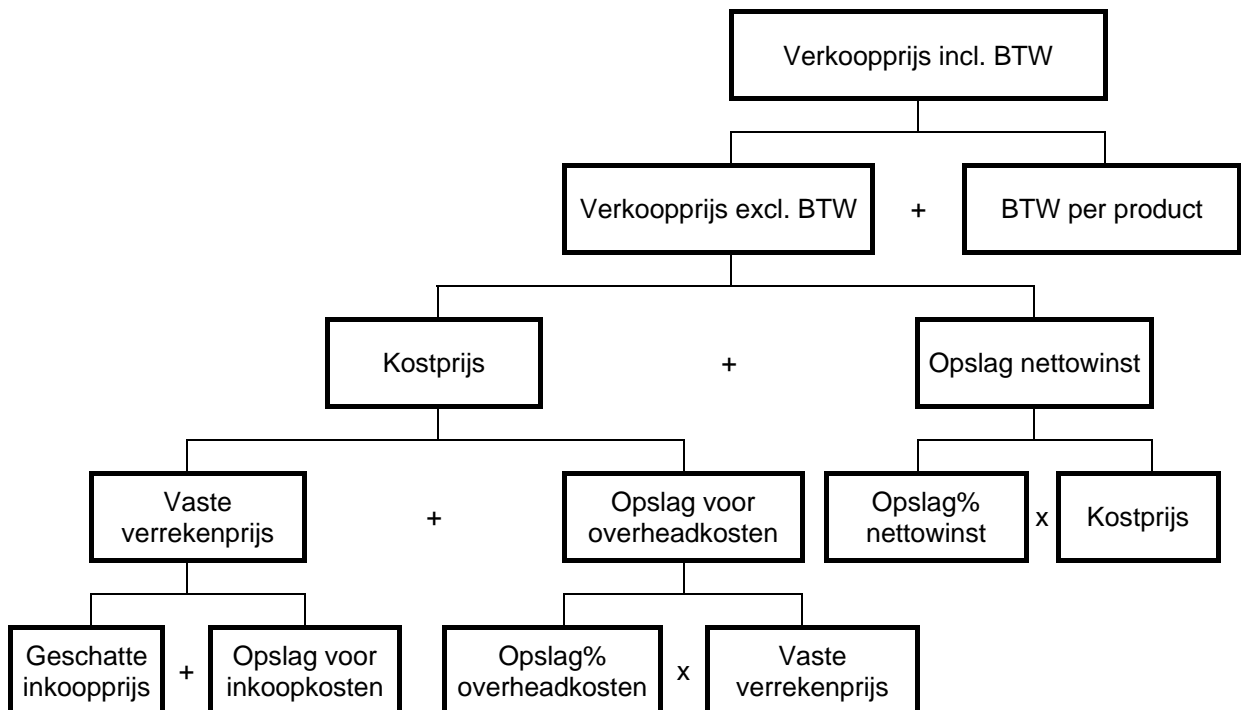 Verkoopprijs incl. BTW
Verkoopprijs excl. BTW
+
BTW per product
Kostprijs
+
Opslag nettowinst
Vaste
verrekenprijs
+
Opslag voor
overheadkosten
Opslag%
nettowinst
x
Kostprijs
Geschatte
inkoopprijs
+
Opslag voor
inkoopkosten
Opslag%
overheadkosten
x
Vaste
verrekenprijs